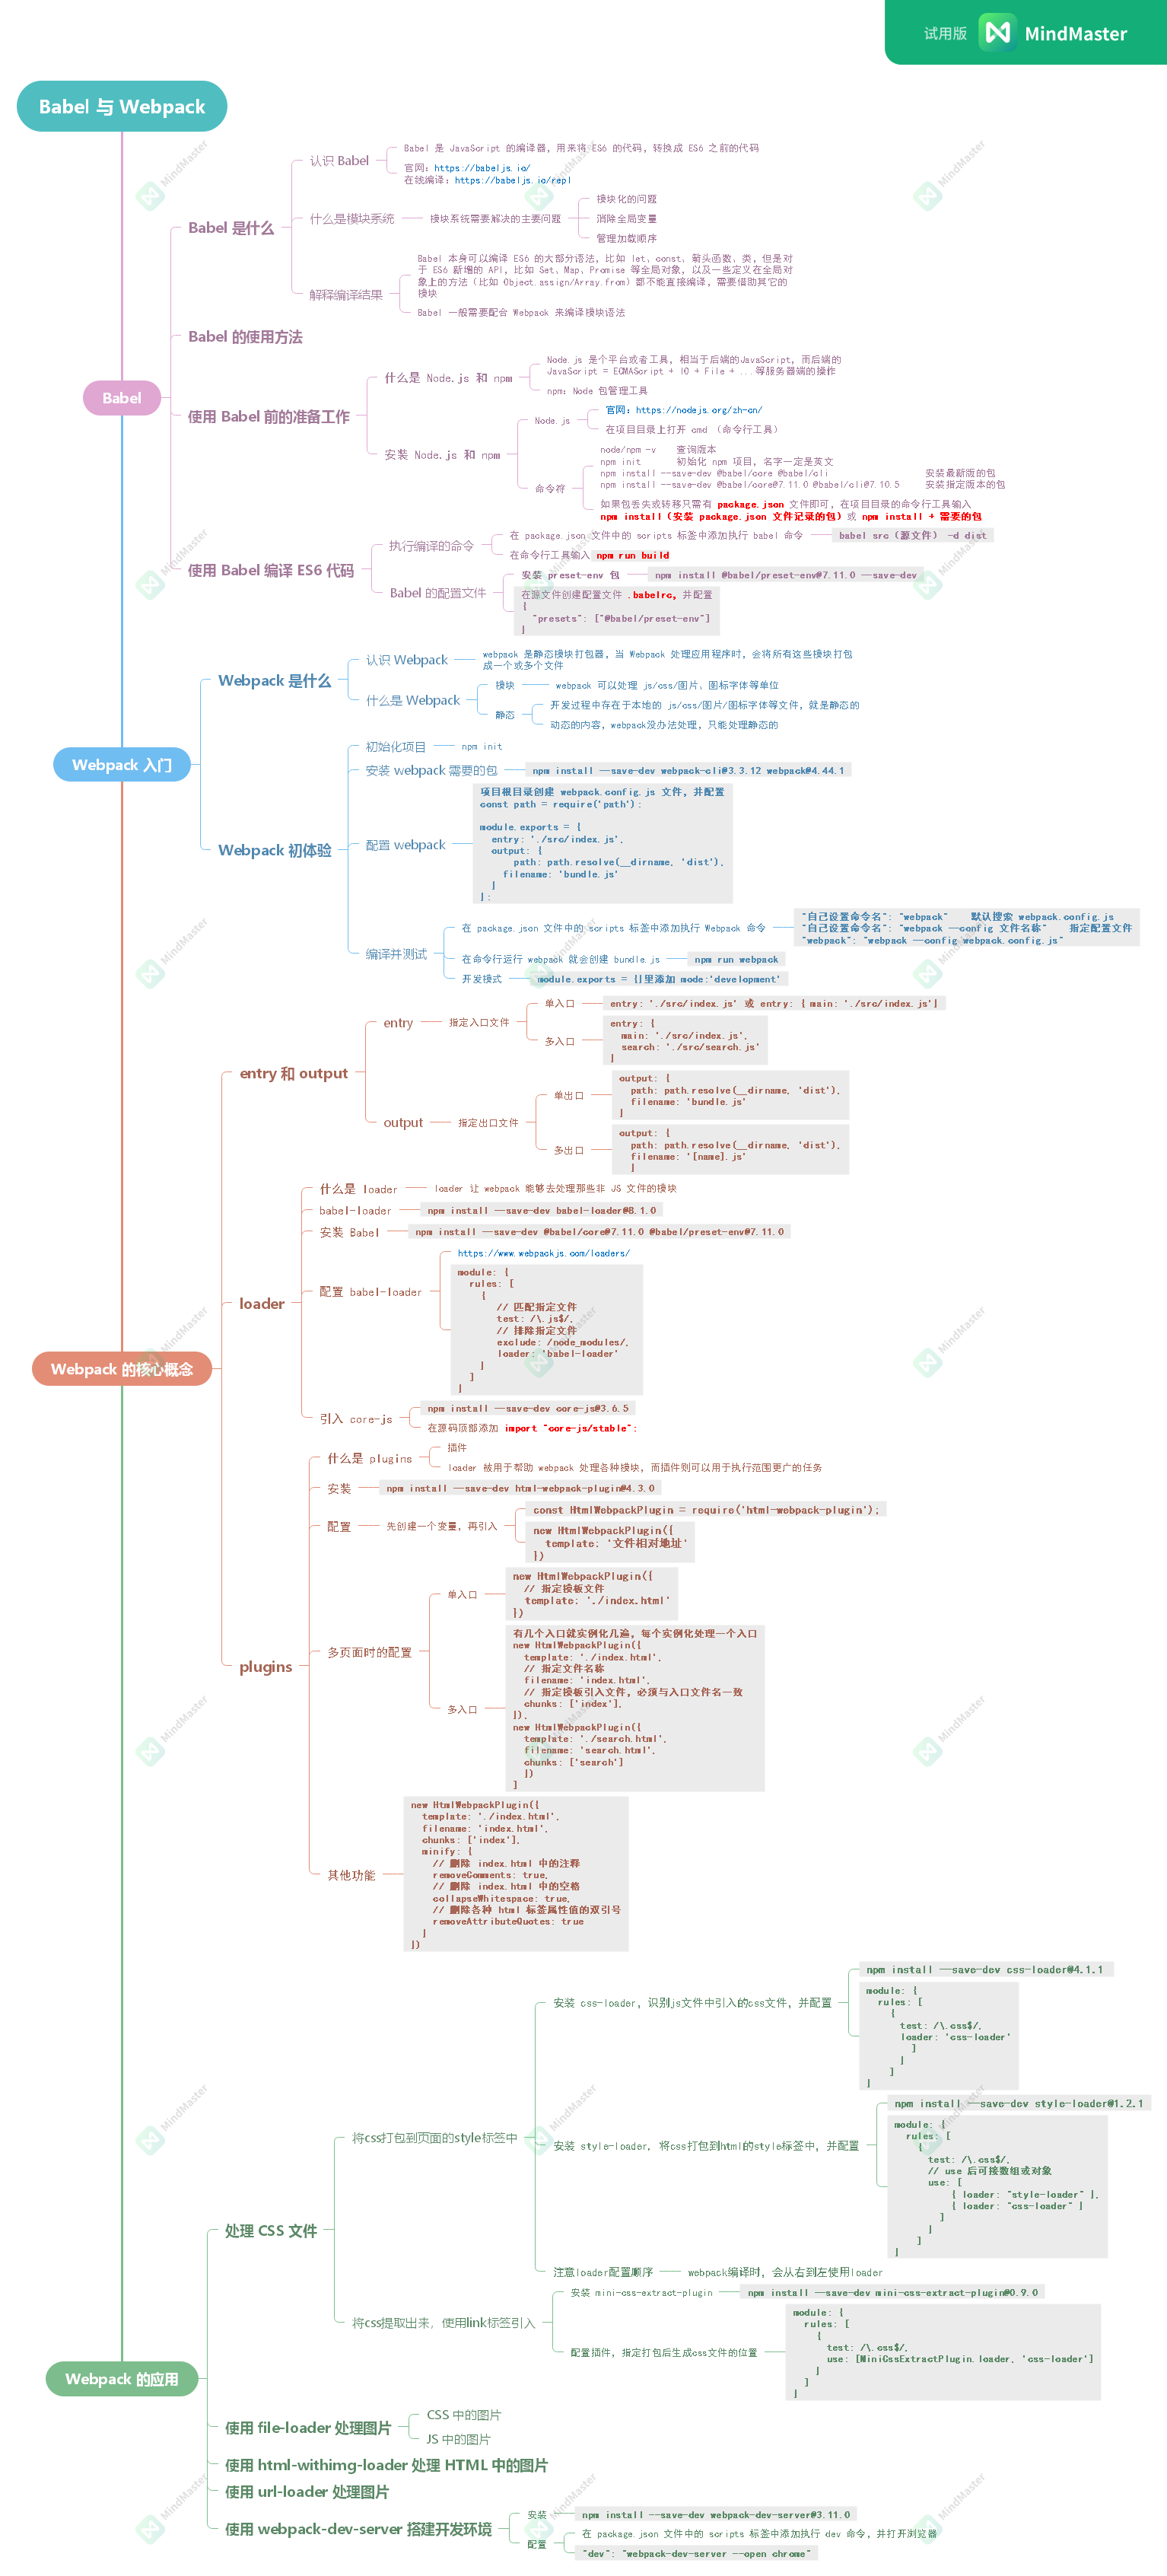 试用版 MindMaster
Babel 与 Webpack
Babel
Babel 是什么
认识 Babel
Babel 是 JavaScript 的编译器，用来将 ES6 的代码，转换成 ES6 之前的代码
官网：https://babeljs.io/
在线编译：https://babeljs.io/repl
什么是模块系统
模块系统需要解决的主要问题
模块化的问题
消除全局变量
管理加载顺序
解释编译结果
Babel 本身可以编译 ES6 的大部分语法，比如 let、const、箭头函数、类，但是对
于 ES6 新增的 API，比如 Set、Map、Promise 等全局对象，以及一些定义在全局对
象上的方法（比如 Object.assign/Array.from）都不能直接编译，需要借助其它的
模块
Babel 一般需要配合 Webpack 来编译模块语法
Babel 的使用方法
使用 Babel 前的准备工作
什么是 Node.js 和 npm
Node.js 是个平台或者工具，相当于后端的JavaScript，而后端的
JavaScript = ECMAScript + IO + File + ...等服务器端的操作
npm：Node 包管理工具
安装 Node.js 和 npm
Node.js
官网：https://nodejs.org/zh-cn/
在项目目录上打开 cmd （命令行工具）
命令符
node/npm -v 查询版本
npm init 初始化 npm 项目，名字一定是英文
npm install --save-dev @babel/core @babel/cli 安装最新版的包
npm install --save-dev @babel/core@7.11.0 @babel/cli@7.10.5 安装指定版本的包
如果包丢失或转移只需有 package.json 文件即可，在项目目录的命令行工具输入
npm install（安装 package.json 文件记录的包）或 npm install + 需要的包
使用 Babel 编译 ES6 代码
执行编译的命令
在 package.json 文件中的 scripts 标签中添加执行 babel 命令
babel src（源文件） -d dist
在命令行工具输入 npm run build
Babel 的配置文件
安装 preset-env 包
npm install @babel/preset-env@7.11.0 --save-dev
在源文件创建配置文件 .babelrc，并配置
{
"presets": ["@babel/preset-env"]
}
Webpack 入门
Webpack 是什么
认识 Webpack
webpack 是静态模块打包器，当 Webpack 处理应用程序时，会将所有这些模块打包
成一个或多个文件
什么是 Webpack
模块
webpack 可以处理 js/css/图片、图标字体等单位
静态
开发过程中存在于本地的 js/css/图片/图标字体等文件，就是静态的
动态的内容，webpack没办法处理，只能处理静态的
Webpack 初体验
初始化项目
npm init
安装 webpack 需要的包
npm install --save-dev webpack-cli@3.3.12 webpack@4.44.1
配置 webpack
项目根目录创建 webpack.config.js 文件，并配置
const path = require('path');
module.exports = {
entry: './src/index.js',
output: {
path: path.resolve(__dirname, 'dist'),
filename: 'bundle.js'
}
};
编译并测试
在 package.json 文件中的 scripts 标签中添加执行 Webpack 命令
"自己设置命令名": "webpack" 默认搜索 webpack.config.js
"自己设置命令名": "webpack --config 文件名称" 指定配置文件
"webpack": "webpack --config webpack.config.js"
在命令行运行 webpack 就会创建 bundle.js
npm run webpack
开发模式
module.exports = {}里添加 mode:'development'
Webpack 的核心概念
entry 和 output
entry
指定入口文件
单入口
entry: './src/index.js' 或 entry: { main: './src/index.js'}
多入口
entry: {
main: './src/index.js',
search: './src/search.js'
}
output
指定出口文件
单出口
output: {
path: path.resolve(__dirname, 'dist'),
filename: 'bundle.js'
}
多出口
output: {
path: path.resolve(__dirname, 'dist'),
filename: '[name].js'
}
loader
什么是 loader
loader 让 webpack 能够去处理那些非 JS 文件的模块
babel-loader
npm install --save-dev babel-loader@8.1.0
安装 Babel
npm install --save-dev @babel/core@7.11.0 @babel/preset-env@7.11.0
配置 babel-loader
https://www.webpackjs.com/loaders/
module: {
rules: [
{
// 匹配指定文件
test: /\.js$/,
// 排除指定文件
exclude: /node_modules/,
loader: 'babel-loader'
}
]
}
引入 core-js
npm install --save-dev core-js@3.6.5
在源码顶部添加 import "core-js/stable";
plugins
什么是 plugins
插件
loader 被用于帮助 webpack 处理各种模块，而插件则可以用于执行范围更广的任务
安装
npm install --save-dev html-webpack-plugin@4.3.0
配置
先创建一个变量，再引入
const HtmlWebpackPlugin = require('html-webpack-plugin');
new HtmlWebpackPlugin({
template: '文件相对地址'
})
多页面时的配置
单入口
new HtmlWebpackPlugin({
// 指定模板文件
template: './index.html'
})
多入口
有几个入口就实例化几遍，每个实例化处理一个入口
new HtmlWebpackPlugin({
template: './index.html',
// 指定文件名称
filename: 'index.html',
// 指定模板引入文件，必须与入口文件名一致
chunks: ['index'],
}),
new HtmlWebpackPlugin({
template: './search.html',
filename: 'search.html',
chunks: ['search']
})
]
其他功能
new HtmlWebpackPlugin({
template: './index.html',
filename: 'index.html',
chunks: ['index'],
minify: {
// 删除 index.html 中的注释
removeComments: true,
// 删除 index.html 中的空格
collapseWhitespace: true,
// 删除各种 html 标签属性值的双引号
removeAttributeQuotes: true
}
})
Webpack 的应用
处理 CSS 文件
将css打包到页面的style标签中
安装 css-loader，识别js文件中引入的css文件，并配置
npm install --save-dev css-loader@4.1.1
module: {
rules: [
{
test: /\.css$/,
loader: 'css-loader'
}
}
]
}
安装 style-loader，将css打包到html的style标签中，并配置
npm install --save-dev style-loader@1.2.1
module: {
rules: [
{
test: /\.css$/,
// use 后可接数组或对象
use: [
{ loader: "style-loader" },
{ loader: "css-loader" }
]
}
]
}
注意loader配置顺序
webpack编译时，会从右到左使用loader
将css提取出来，使用link标签引入
安装 mini-css-extract-plugin
npm install --save-dev mini-css-extract-plugin@0.9.0
配置插件，指定打包后生成css文件的位置
module: {
rules: [
{
test: /\.css$/,
use: [MiniCssExtractPlugin.loader, 'css-loader']
}
]
}
使用 file-loader 处理图片
CSS 中的图片
JS 中的图片
使用 html-withimg-loader 处理 HTML 中的图片
使用 url-loader 处理图片
使用 webpack-dev-server 搭建开发环境
安装
npm install --save-dev webpack-dev-server@3.11.0
配置
在 package.json 文件中的 scripts 标签中添加执行 dev 命令，并打开浏览器
"dev": "webpack-dev-server --open chrome"